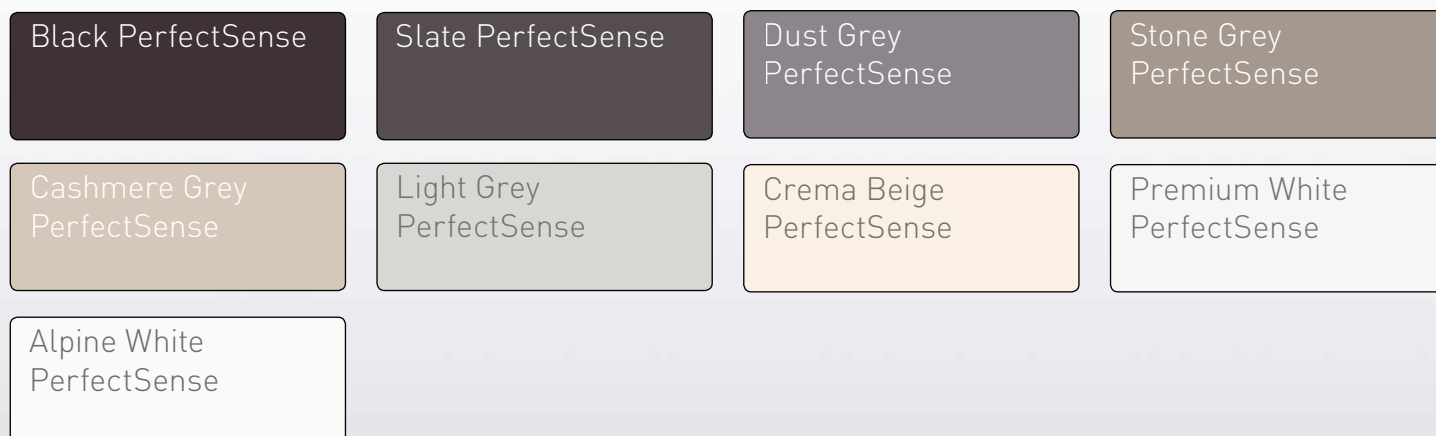 Black PerfectSense
Slate PerfectSense
Dust Grey
PerfectSense
Stone Grey
PerfectSense
Cashmere Grey
PerfectSense
Light Grey
PerfectSense
Crema Beige
PerfectSense
Premium White
PerfectSense
Alpine White
PerfectSense